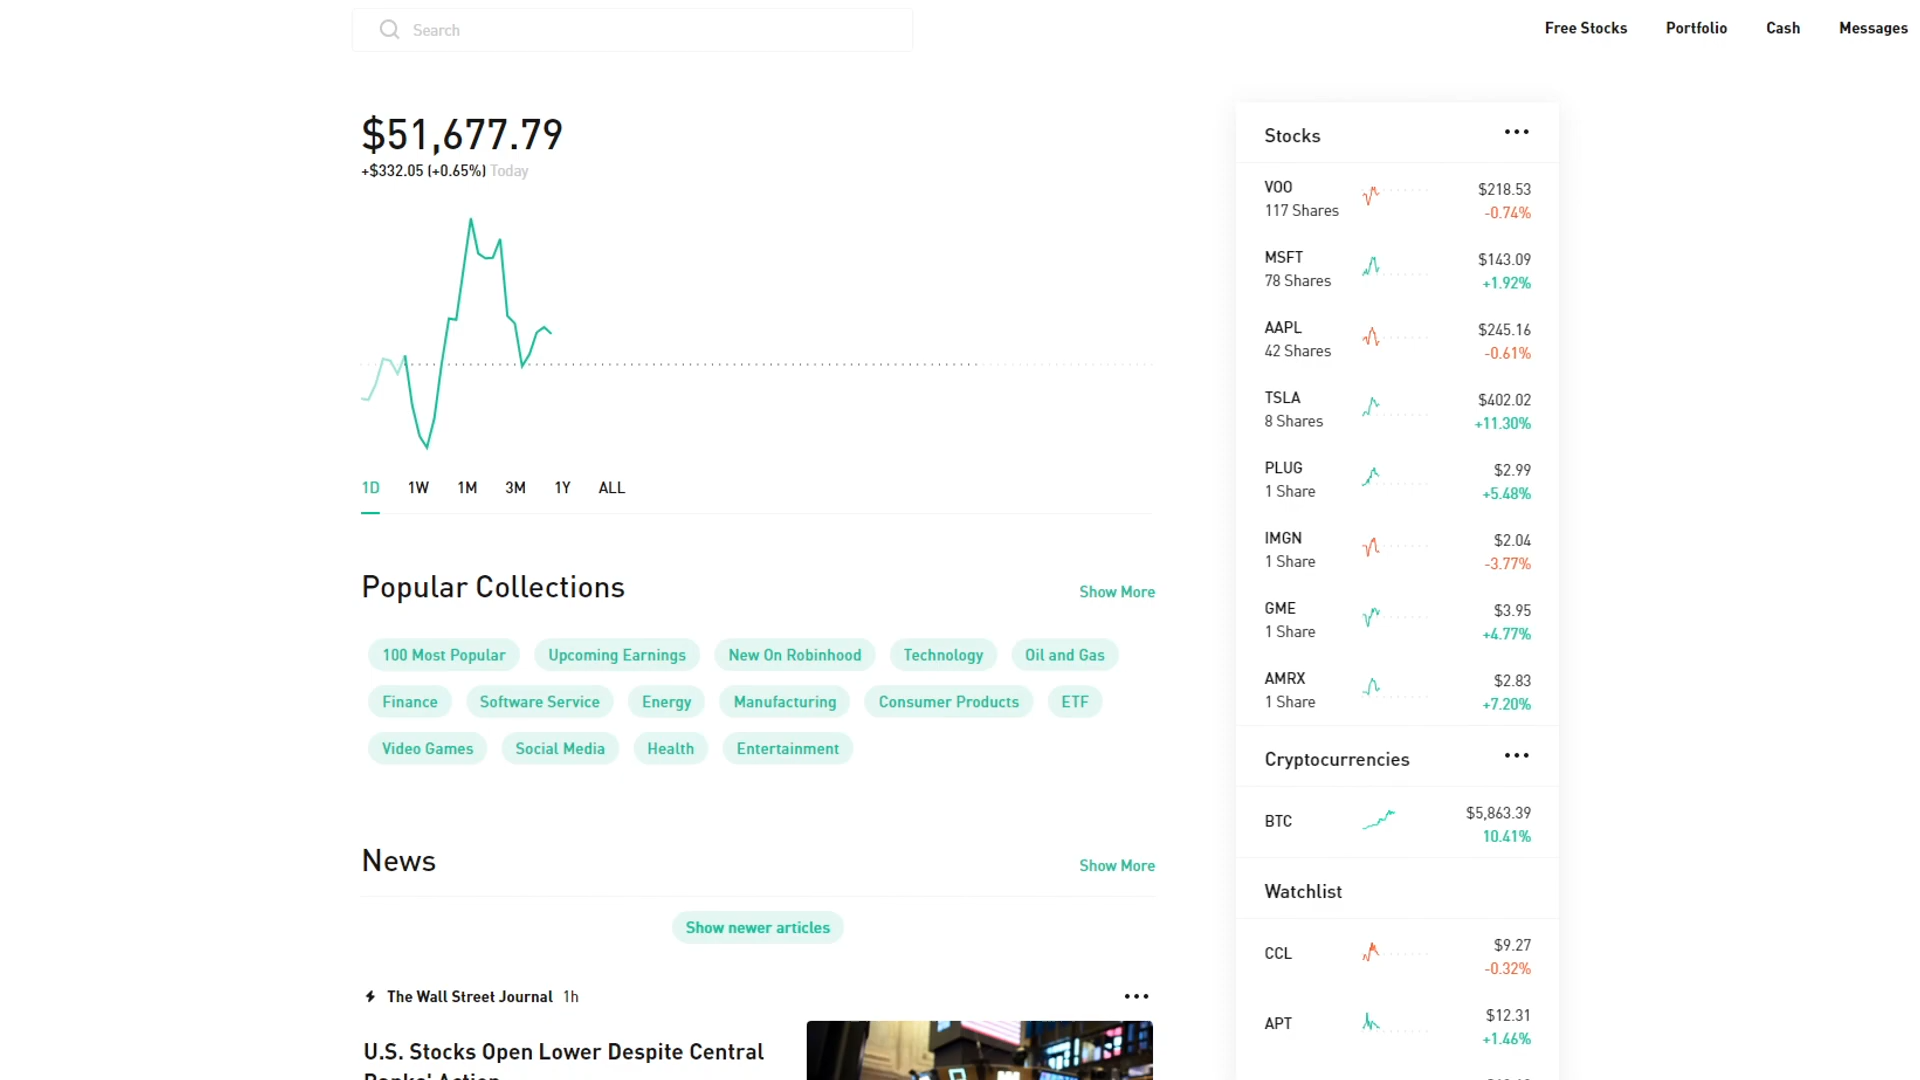 Search
Free Stocks
Portfolio
Cash
Messages
$51,677.79
+$332.05 (+0.65%) Today
1D
1W
1M
3M
1Y
ALL
Popular Collections
Show More
100 Most Popular
Upcoming Earnings
New On Robinhood
Technology
Oil and Gas
Finance
Software Service
Energy
Manufacturing
Consumer Products
ETF
Video Games
Social Media
Health
Entertainment
News
Show More
Show newer articles
The Wall Street Journal 1h
U.S. Stocks Open Lower Despite Central
Banks' Action
Stocks
VOO
$218.53
117 Shares
-0.74%
MSFT
$143.09
78 Shares
+1.92%
AAPL
$245.16
42 Shares
-0.61%
TSLA
$402.02
8 Shares
+11.30%
PLUG
$2.99
1 Share
+5.48%
IMGN
$2.04
1 Share
-3.77%
GME
$3.95
1 Share
+4.77%
AMRX
$2.83
1 Share
+7.20%
Cryptocurrencies
BTC
$5,863.39
10.41%
Watchlist
CCL
$9.27
-0.32%
APT
$12.31
+1.46%